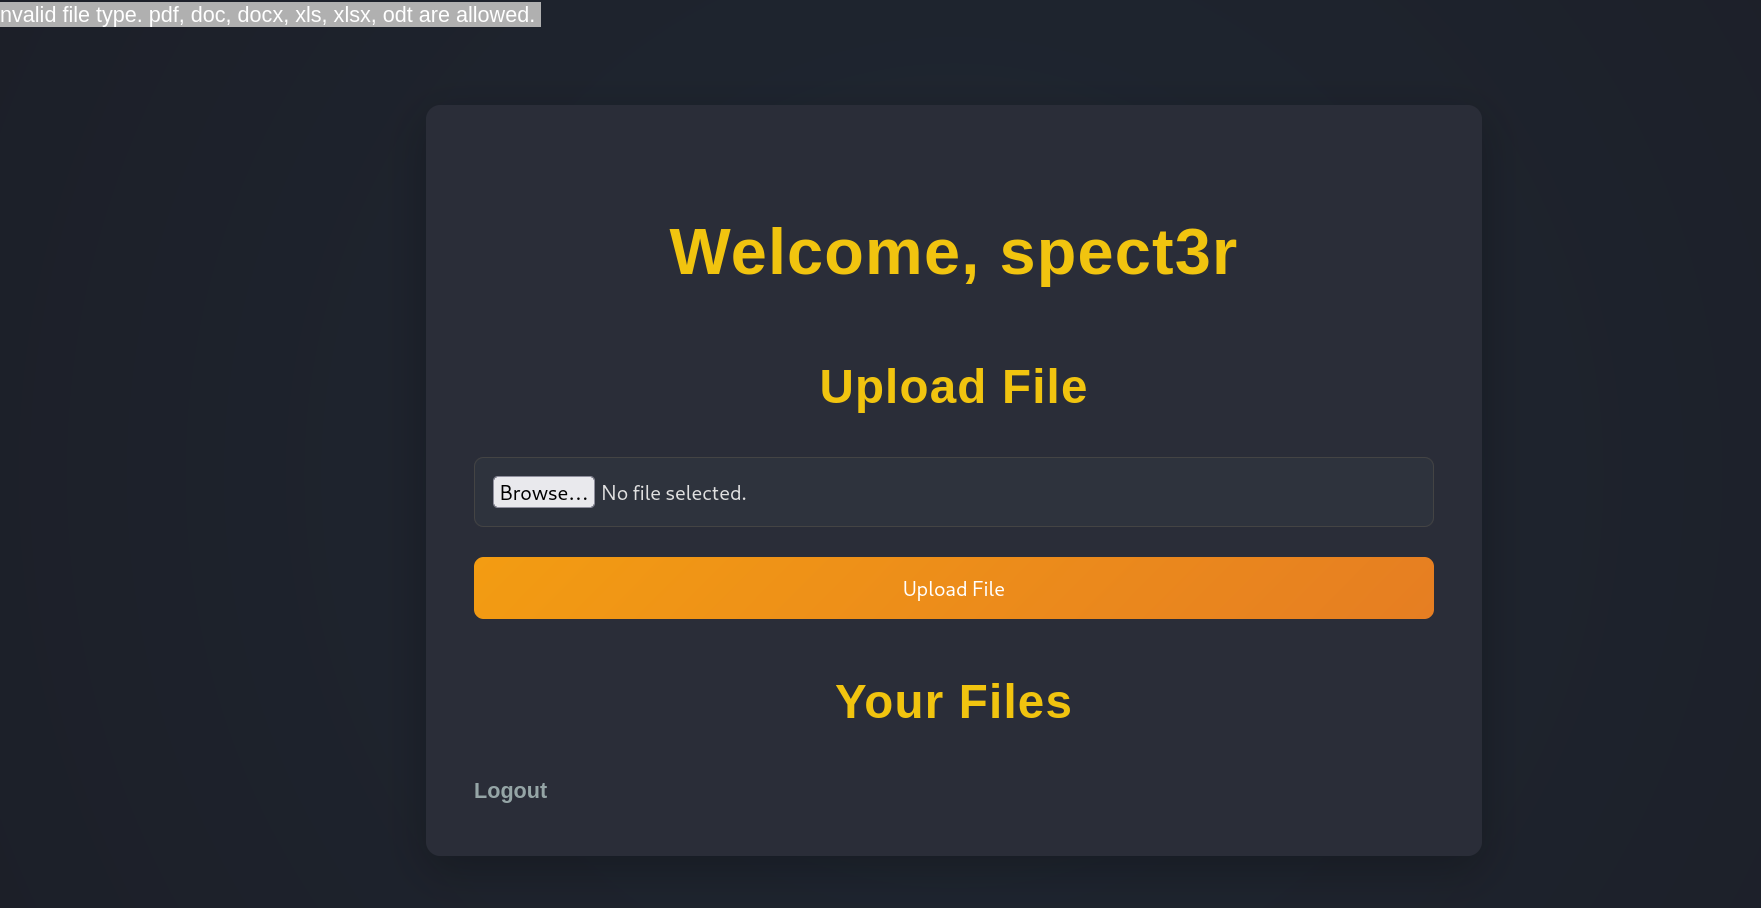 nvalid file type. pdf, doc, docx, xls, xlsx, odt are allowed.
Welcome, spect3r
Upload File
Browse... No file selected.
Upload File
Your Files
Logout